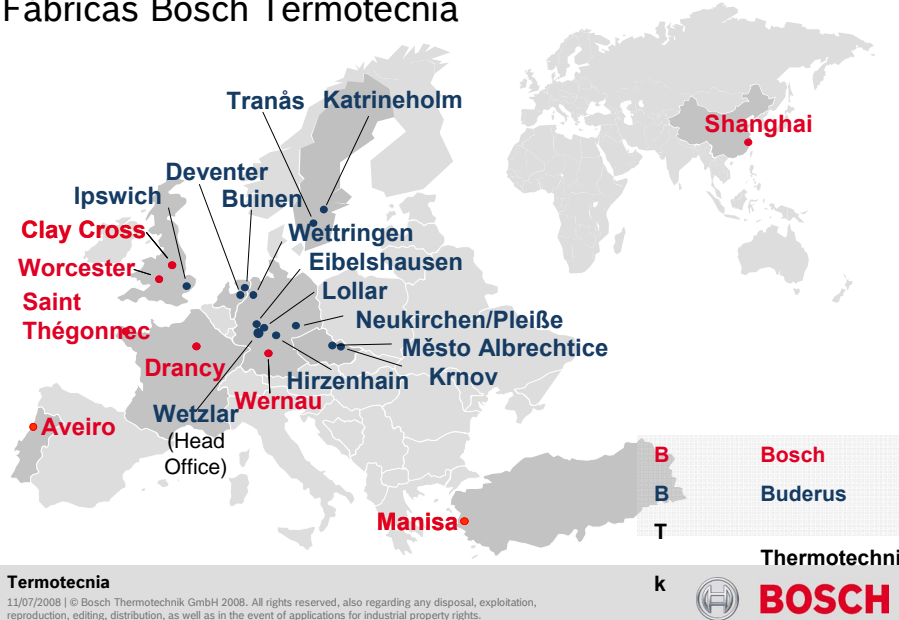 Fábricas Bosch Termotecnia
Tranås Katrineholm
Shanghai
Deventer
Ipswich
Buinen
Clay Cross
Wettringen
Worcester
Eibelshausen
Saint
Thégonnec
Lollar
Neukirchen/Pleiße
Město Albrechtice
Drancy
Hirzenhain
Krnov
Wernau
Wetzlar
(Head
Office)
Aveiro
Manisa
B Bosch
B Buderus
T
Thermotechni
k
Termotecnia
11/07/2008 | © Bosch Thermotechnik GmbH 2008. All rights reserved, also regarding any disposal, exploitation,
reproduction, editing, distribution, as well as in the event of applications for industrial property rights.
BOSCH